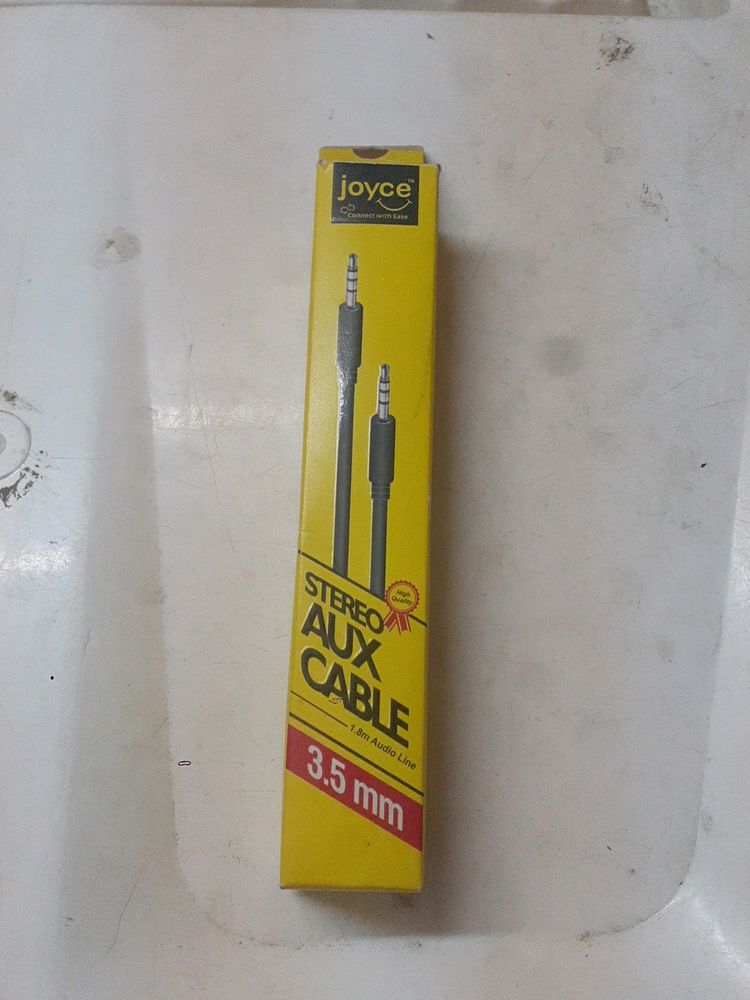 joyce™
Connect with Ease
High
Quality
STEREO
AUX
CABLE
1.8m Audio Line
3.5 mm